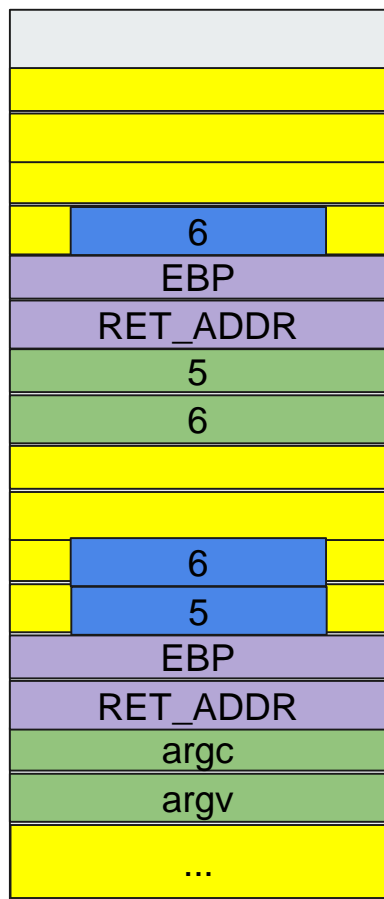 6
EBP
RET_ADDR
5
6
6
5
EBP
RET_ADDR
argc
argv
...